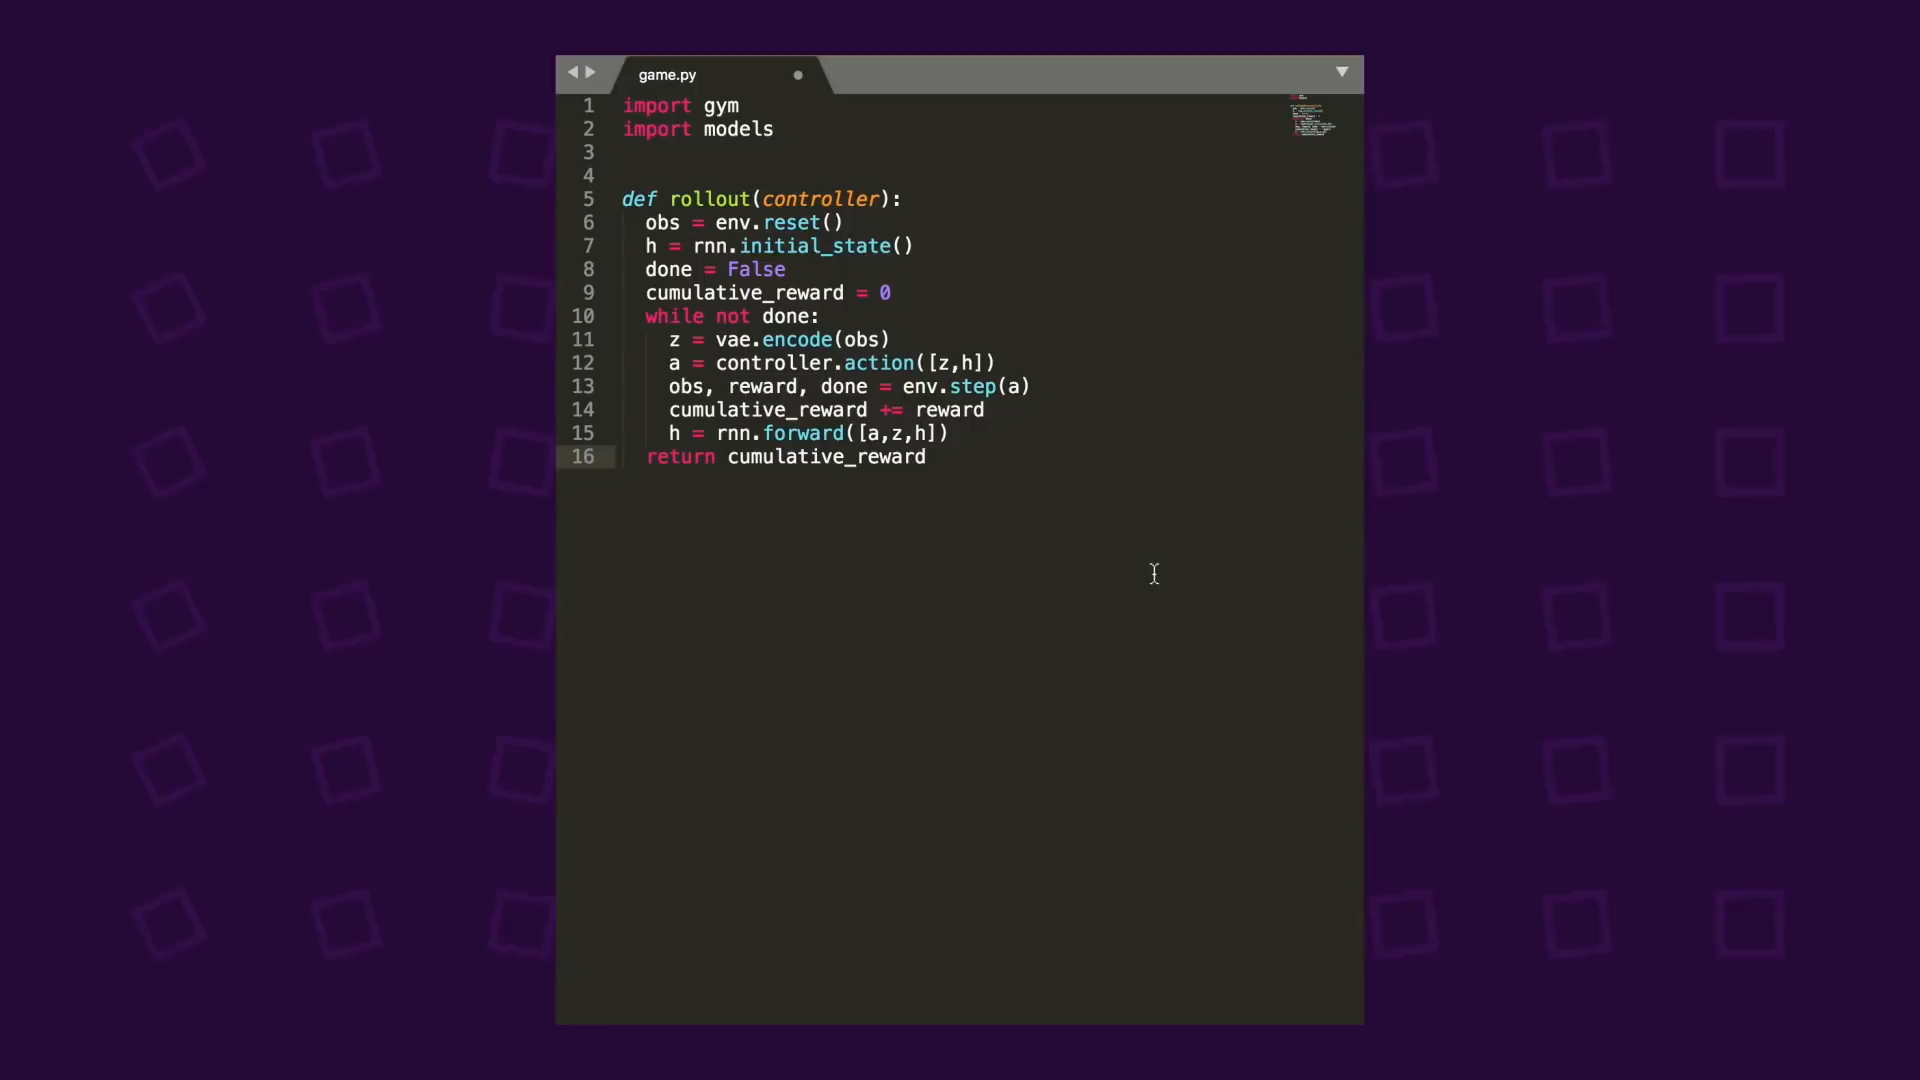 game.py
1 import gym
2 import models
3
4
5 def rollout(controller):
6   obs = env.reset()
7   h = rnn.initial_state()
8   done = False
9   cumulative_reward = 0
10   while not done:
11     z = vae.encode(obs)
12     a = controller.action([z,h])
13     obs, reward, done = env.step(a)
14     cumulative_reward += reward
15     h = rnn.forward([a,z,h])
16   return cumulative_reward